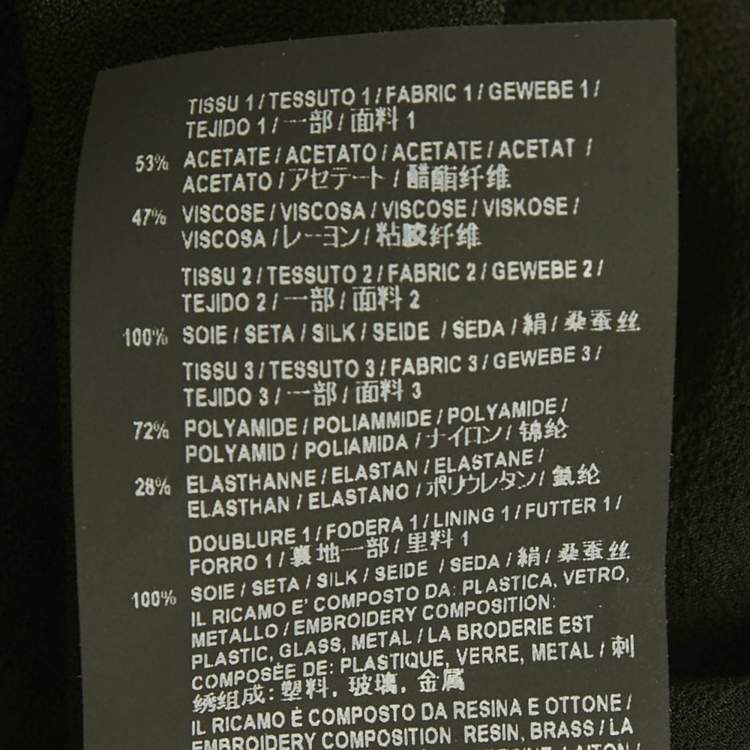 TISSU 1 / TESSUTO 1 / FABRIC 1 / GEWEBE 1 /
TEJIDO 1 / 一部 / 面料 1
53% ACETATE / ACETATO / ACETATE / ACETAT /
ACETATO / アセテート / 醋酯纤维
47% VISCOSE / VISCOSA / VISCOSE / VISKOSE /
VISCOSA / レーヨン / 粘胶纤维
TISSU 2 / TESSUTO 2 / FABRIC 2 / GEWEBE 2 /
TEJIDO 2 / 一部 / 面料 2
100% SOIE / SETA / SILK / SEIDE / SEDA / 絹 / 桑蚕丝
TISSU 3 / TESSUTO 3 / FABRIC 3 / GEWEBE 3 /
TEJIDO 3 / 一部 / 面料 3
72% POLYAMIDE / POLIAMMIDE / POLYAMIDE /
POLYAMID / POLIAMIDA / ナイロン / 锦纶
28% ELASTHANNE / ELASTAN / ELASTANE /
ELASTHAN / ELASTANO / ポリウレタン / 氨纶
DOUBLURE 1 / FODERA 1 / LINING 1 / FUTTER 1 /
FORRO 1 / 裏地一部 / 里料 1
100% SOIE / SETA / SILK / SEIDE / SEDA / 絹 / 桑蚕丝
IL RICAMO E' COMPOSTO DA: PLASTICA, VETRO,
METALLO / EMBROIDERY COMPOSITION:
PLASTIC, GLASS, METAL / LA BRODERIE EST
COMPOSÈE DE: PLASTIQUE, VERRE, METAL / 刺
绣组成: 塑料, 玻璃, 金属
IL RICAMO È COMPOSTO DA RESINA E OTTONE /
EMBROIDERY COMPOSITION RESIN, BRASS / LA